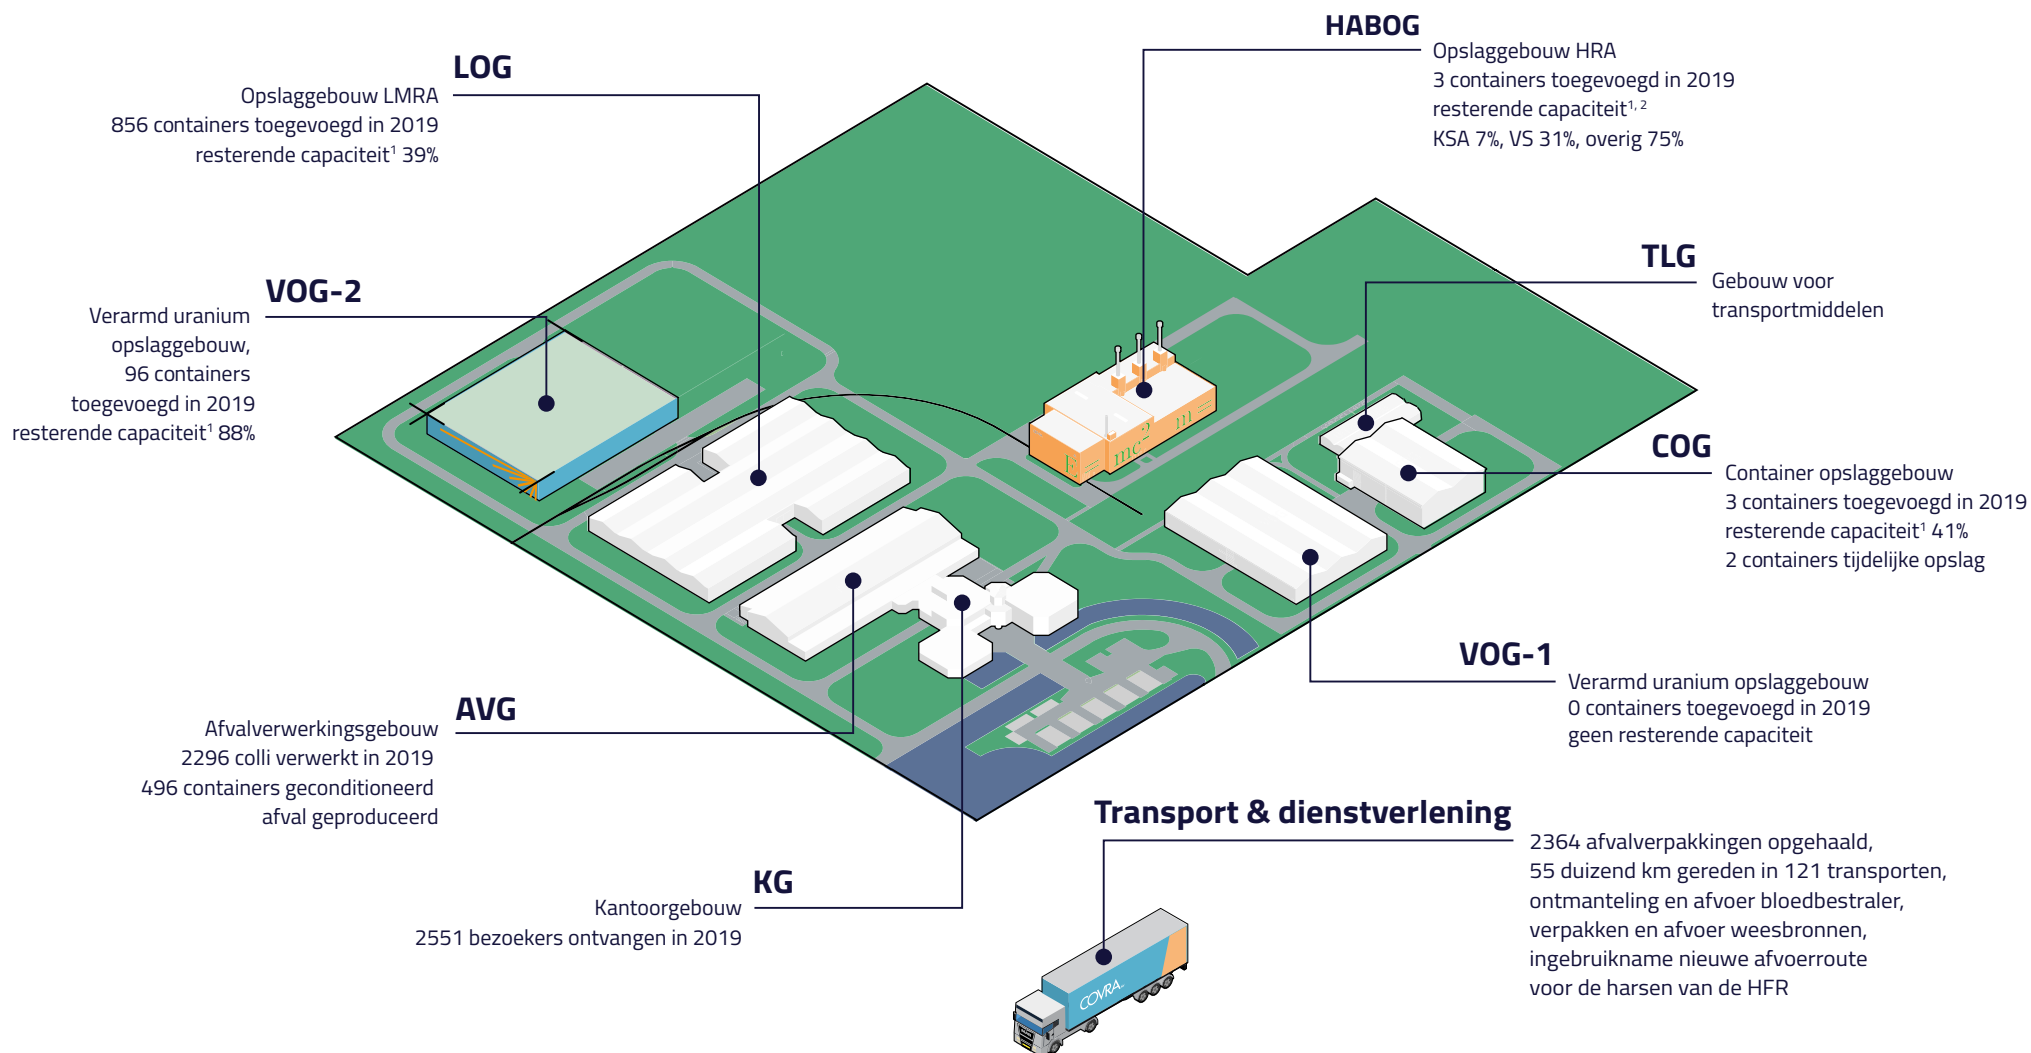 HABOG
Opslaggebouw HRA
3 containers toegevoegd in 2019
resterende capaciteit¹, ²
KSA 7%, VS 31%, overig 75%
LOG
Opslaggebouw LMRA
856 containers toegevoegd in 2019
resterende capaciteit¹ 39%
TLG
Gebouw voor
transportmiddelen
VOG-2
Verarmd uranium
opslaggebouw,
96 containers
toegevoegd in 2019
resterende capaciteit¹ 88%
E = mc² = m =
COG
Container opslaggebouw
3 containers toegevoegd in 2019
resterende capaciteit¹ 41%
2 containers tijdelijke opslag
VOG-1
Verarmd uranium opslaggebouw
0 containers toegevoegd in 2019
geen resterende capaciteit
AVG
Afvalverwerkingsgebouw
2296 colli verwerkt in 2019
496 containers geconditioneerd
afval geproduceerd
KG
Kantoorgebouw
2551 bezoekers ontvangen in 2019
Transport & dienstverlening
2364 afvalverpakkingen opgehaald,
55 duizend km gereden in 121 transporten,
ontmanteling en afvoer bloedbestraler,
verpakken en afvoer weesbronnen,
ingebruikname nieuwe afvoerroute
voor de harsen van de HFR
COVRA